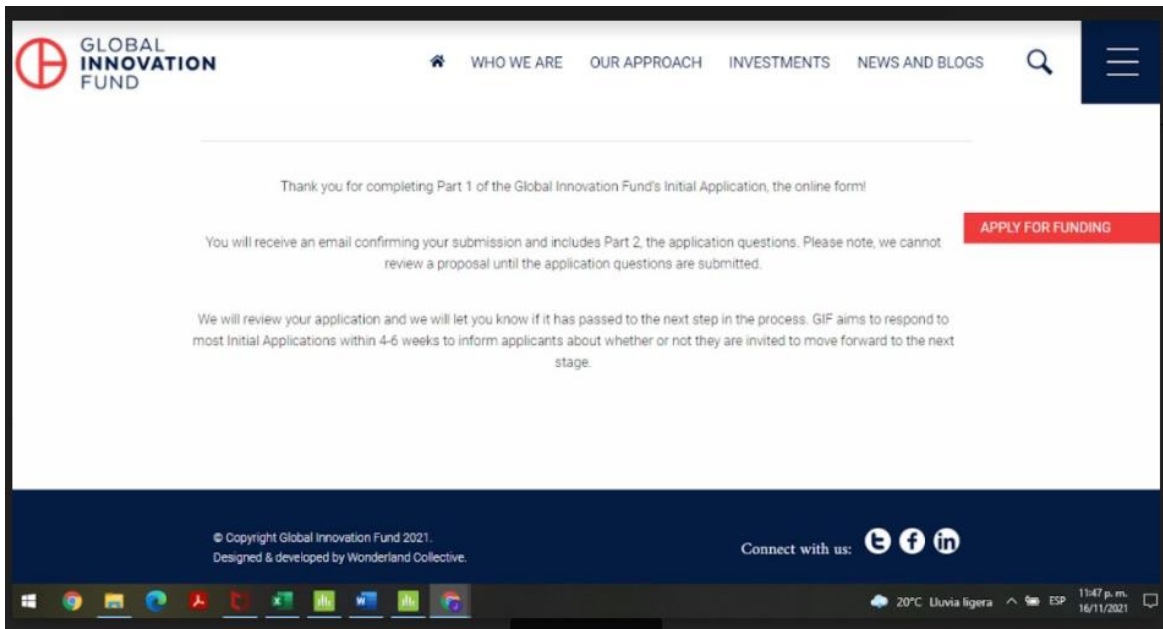 GLOBAL
INNOVATION
FUND
WHO WE ARE OUR APPROACH INVESTMENTS NEWS AND BLOGS
Thank you for completing Part 1 of the Global Innovation Fund's Initial Application, the online form!
APPLY FOR FUNDING
You will receive an email confirming your submission and includes Part 2, the application questions. Please note, we cannot
review a proposal until the application questions are submitted.
We will review your application and we will let you know if it has passed to the next step in the process. GIF aims to respond to
most Initial Applications within 4-6 weeks to inform applicants about whether or not they are invited to move forward to the next
stage.
© Copyright Global Innovation Fund 2021.
Designed & developed by Wonderland Collective.
Connect with us:
20°C Lluvia ligera ESP 11:47 p. m.
16/11/2021